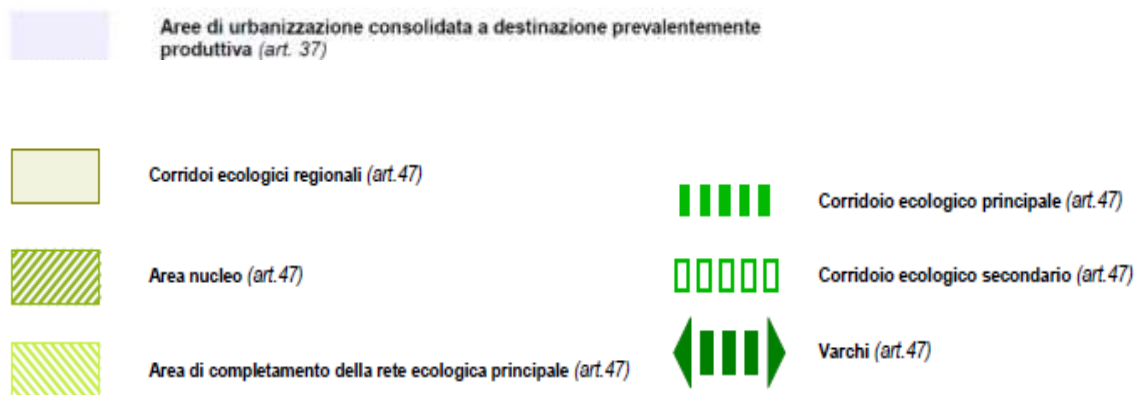 Aree di urbanizzazione consolidata a destinazione prevalentemente
produttiva (art. 37)
Corridoi ecologici regionali (art.47)
Area nucleo (art.47)
Area di completamento della rete ecologica principale (art.47)
Corridoio ecologico principale (art.47)
Corridoio ecologico secondario (art.47)
Varchi (art.47)